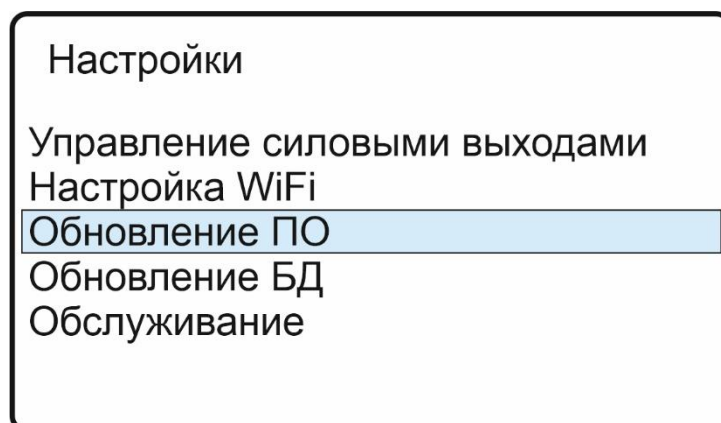 Настройки
Управление силовыми выходами
Настройка WiFi
Обновление ПО
Обновление БД
Обслуживание